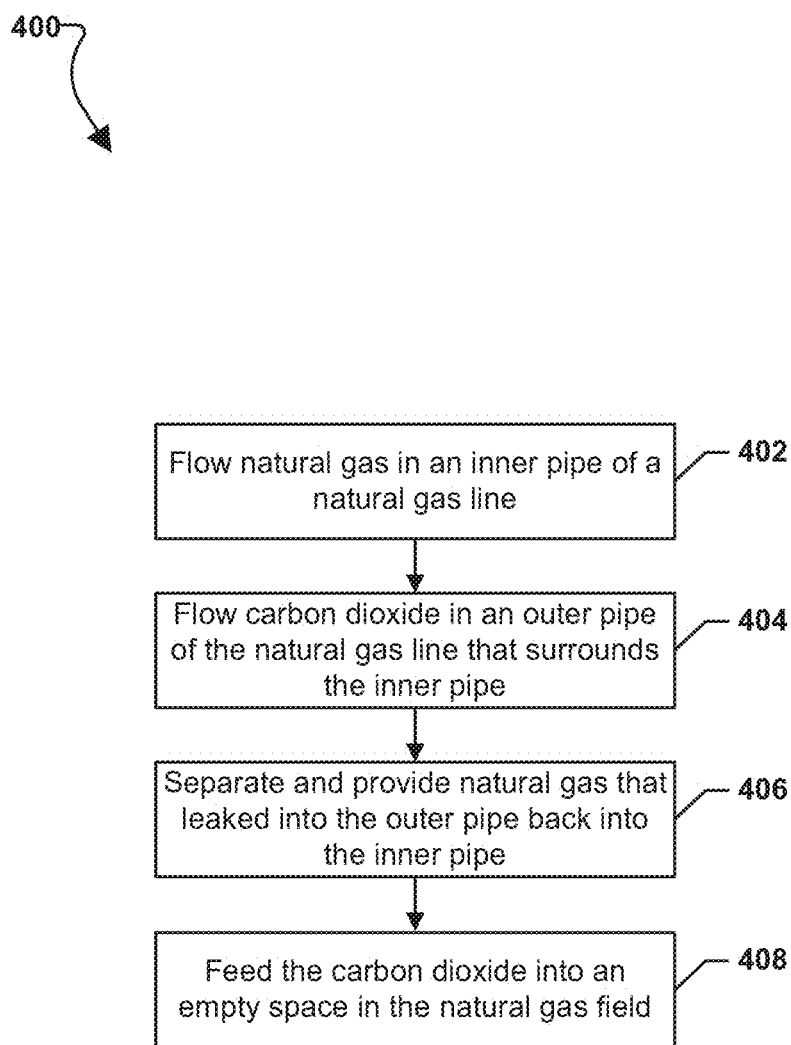 400
Flow natural gas in an inner pipe of a
natural gas line
402
Flow carbon dioxide in an outer pipe
of the natural gas line that surrounds
the inner pipe
404
Separate and provide natural gas that
leaked into the outer pipe back into
the inner pipe
406
Feed the carbon dioxide into an
empty space in the natural gas field
408